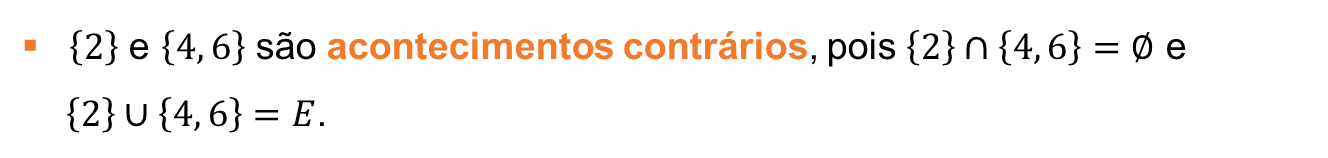 ▪ {2} e {4, 6} são acontecimentos contrários, pois {2} ∩ {4, 6} = ∅ e
{2} ∪ {4, 6} = E.